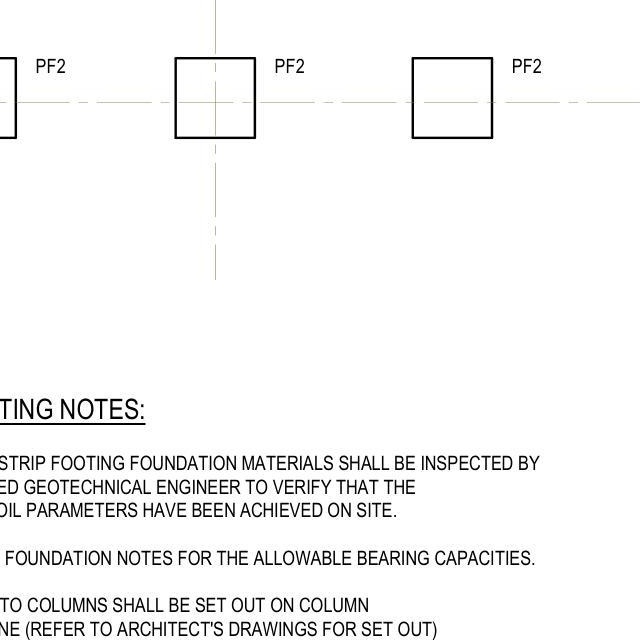 PF2 PF2 PF2
TING NOTES:
STRIP FOOTING FOUNDATION MATERIALS SHALL BE INSPECTED BY
ED GEOTECHNICAL ENGINEER TO VERIFY THAT THE
OIL PARAMETERS HAVE BEEN ACHIEVED ON SITE.
FOUNDATION NOTES FOR THE ALLOWABLE BEARING CAPACITIES.
TO COLUMNS SHALL BE SET OUT ON COLUMN
NE (REFER TO ARCHITECT'S DRAWINGS FOR SET OUT)